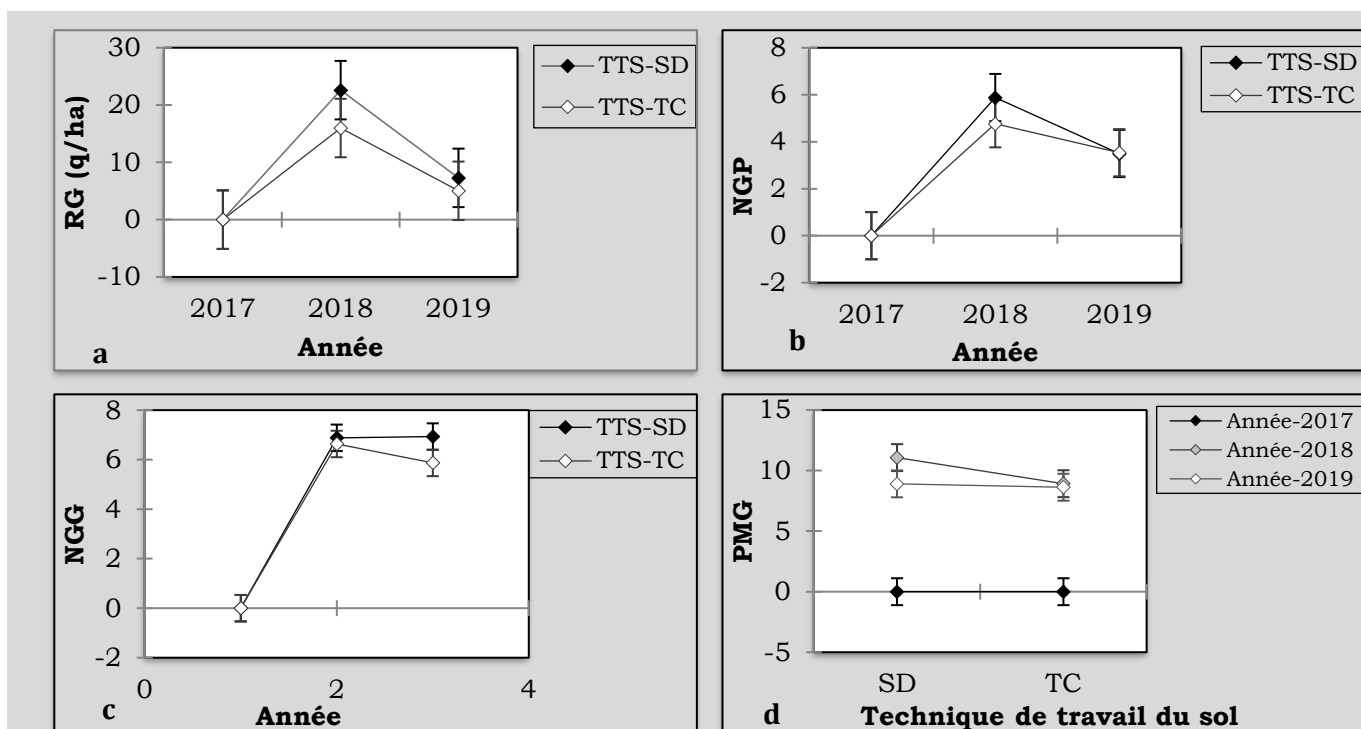 30
20
10
0
-10
RG (q/ha)
2017 2018 2019
Année
a
TTS-SD
TTS-TC
8
6
4
2
0
-2
NGP
2017 2018 2019
Année
b
TTS-SD
TTS-TC
8
6
4
2
0
-2
NGG
0 2 4
Année
c
TTS-SD
TTS-TC
15
10
5
0
-5
PMG
SD TC
Technique de travail du sol
d
Année-2017
Année-2018
Année-2019